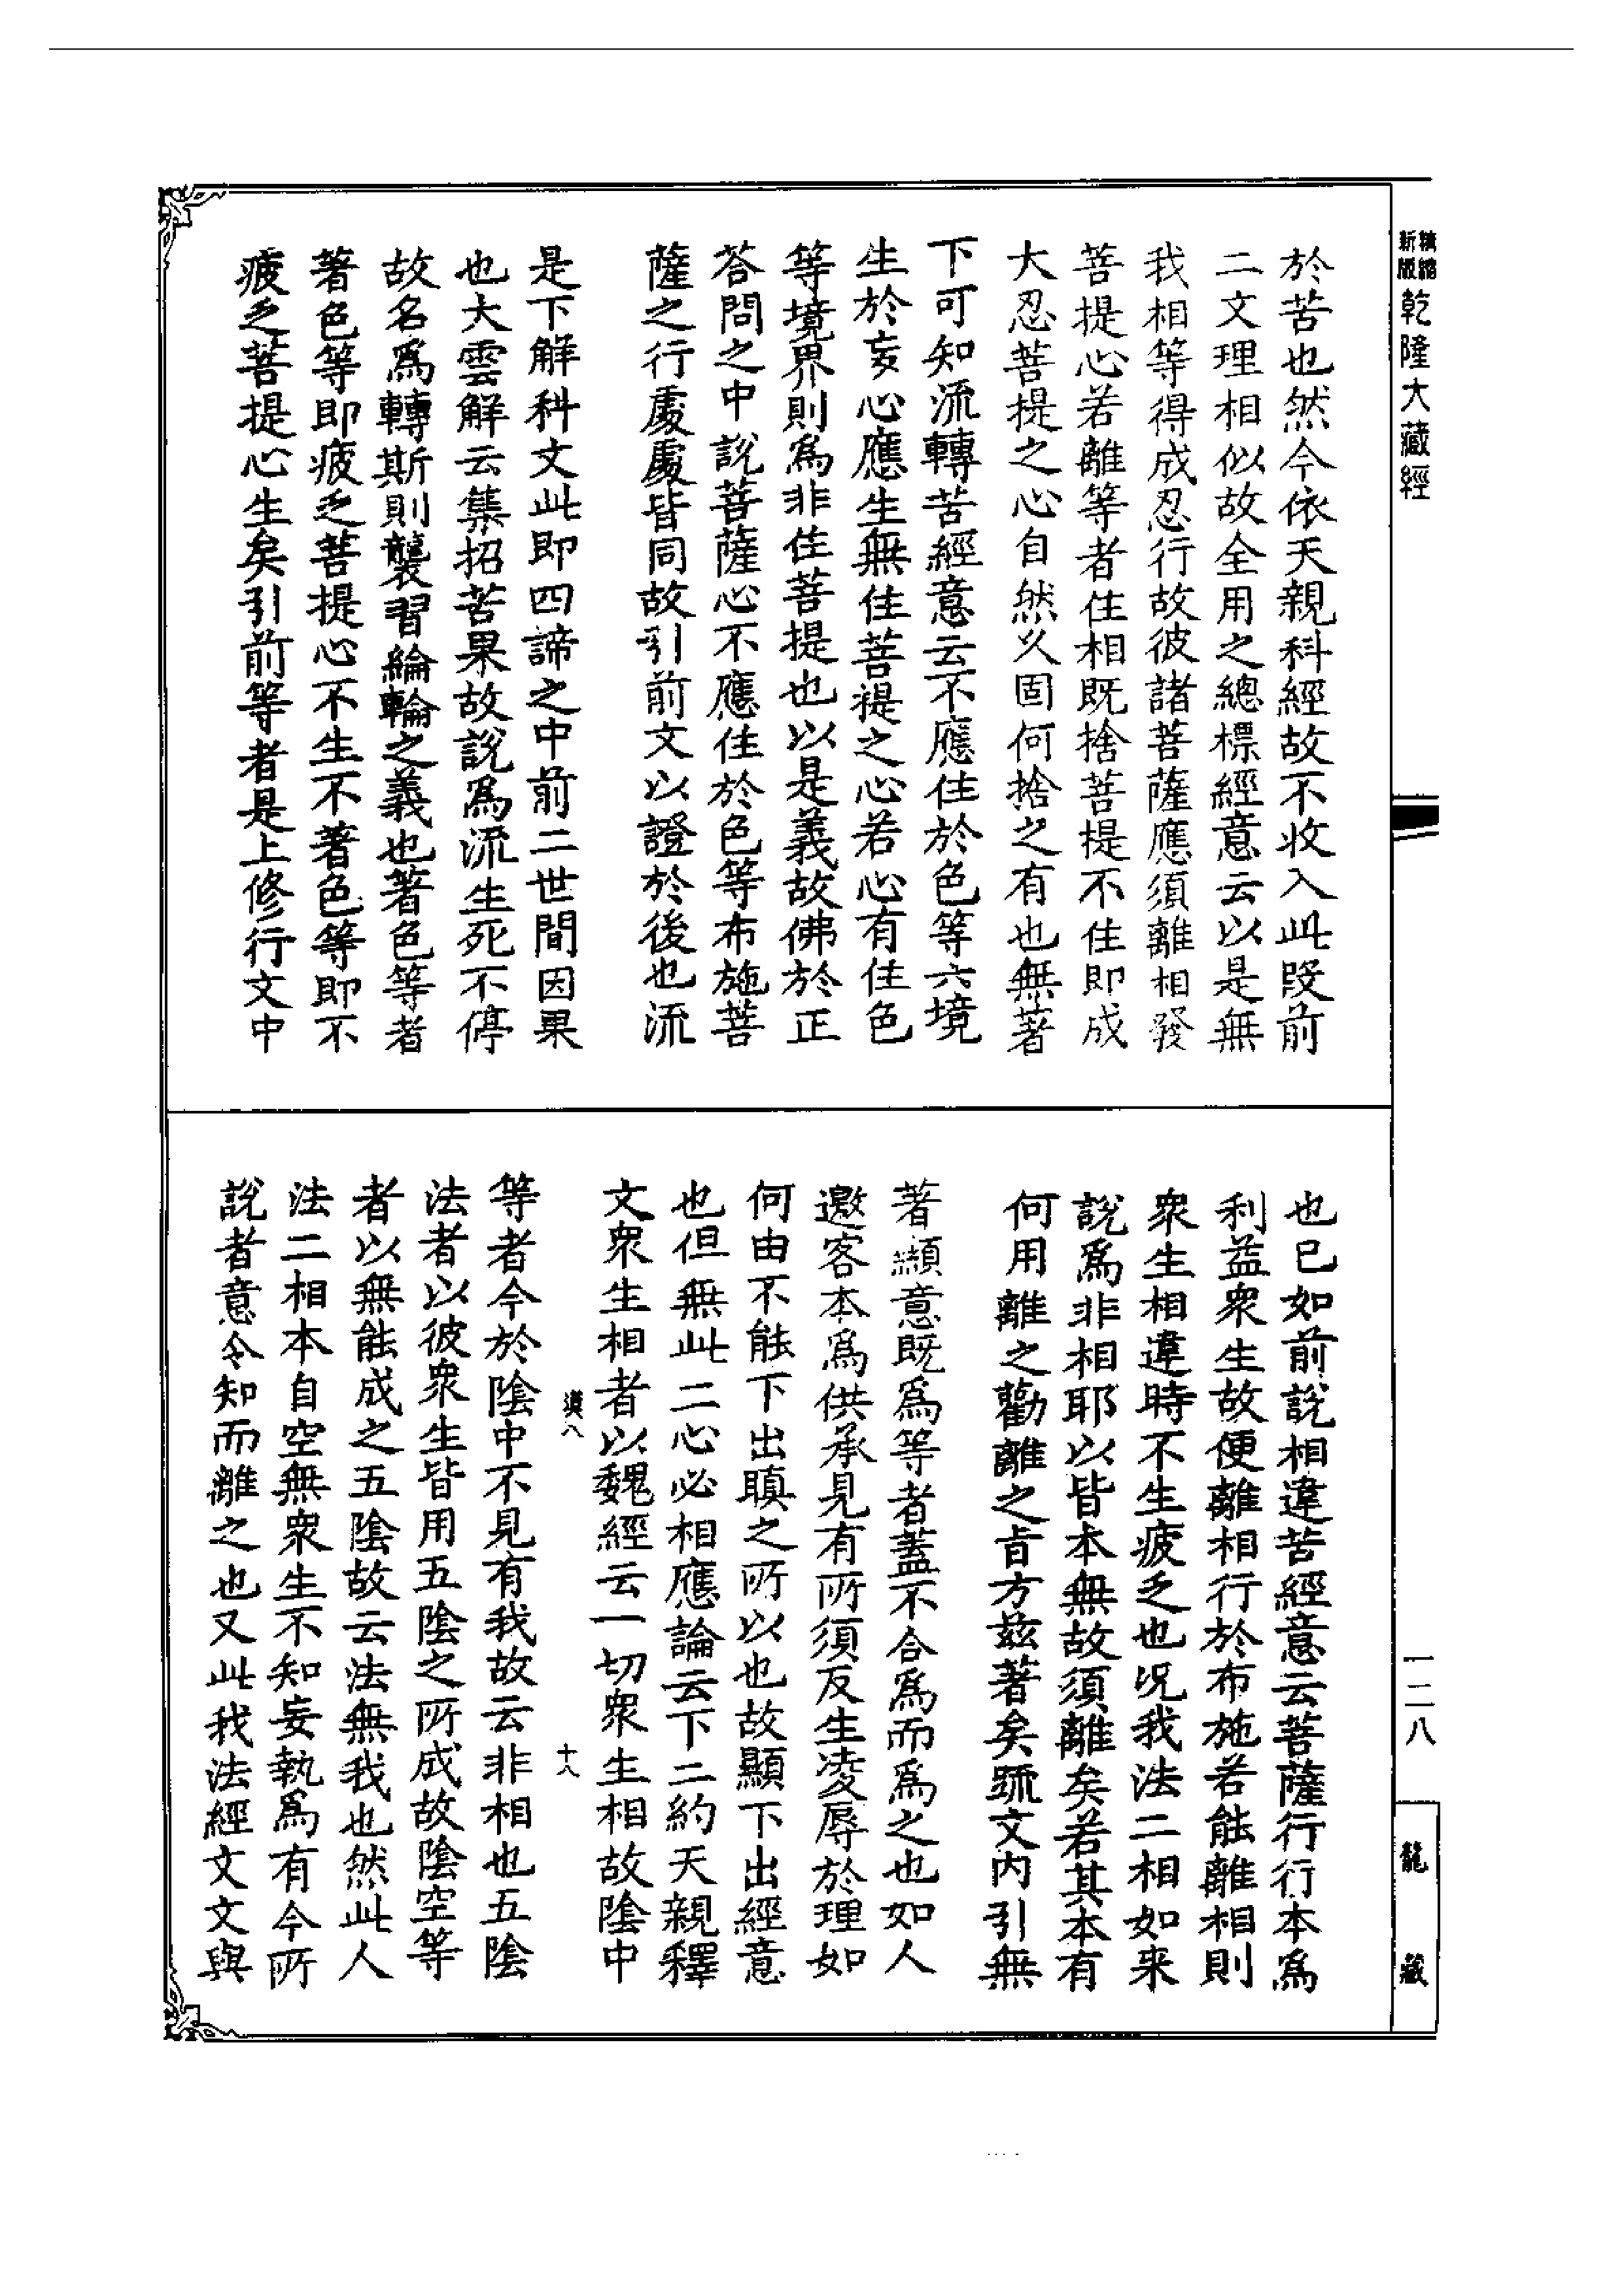 精縮新版乾隆大藏經
於苦也然今依天親科經故不收入此段前
二文理相似故全用之總標經意云以是無
我相等得成忍行故彼諸菩薩應須離相發
菩提心若離等者住相既捨菩提不住即成
大忍菩提之心自然久固何捨之有也無著
下可知流轉苦經意云不應住於色等六境
生於妄心應生無住菩提之心若心有住色
等境界則為非住菩提也以是義故佛於正
荅問之中說菩薩心不應住於色等布施菩
薩之行處處皆同故引前文以證於後也流
是下解科文此即四諦之中前二世間因果
也大雲解云集招苦果故說為流生死不停
故名為轉斯則襲習綸輪之義也著色等者
著色等即疲乏菩提心不生不著色等即不
疲乏菩提心生矣引前等者是上修行文中
也已如前說相違苦經意云菩薩行行本為
利益眾生故便離相行於布施若能離相則
眾生相違時不生疲乏也況我法二相如来
說為非相耶以皆本無故須離矣若其本有
何用離之勸離之旨方茲著矣疏文內引無
著顯意既為等者蓋不合為而為之也如人
邀客本為供承見有所須反生凌辱於理如
何由不能下出瞋之所以也故顯下出經意
也但無此二心必相應論云下二約天親釋
文眾生相者以魏經云一切眾生相故陰中
漢八
十八
等者今於陰中不見有我故云非相也五陰
法者以彼眾生皆用五陰之所成故陰空等
者以無能成之五陰故云法無我也然此人
法二相本自空無眾生不知妄執為有今所
說者意令知而離之也又此我法經文文與
一二八
龍藏